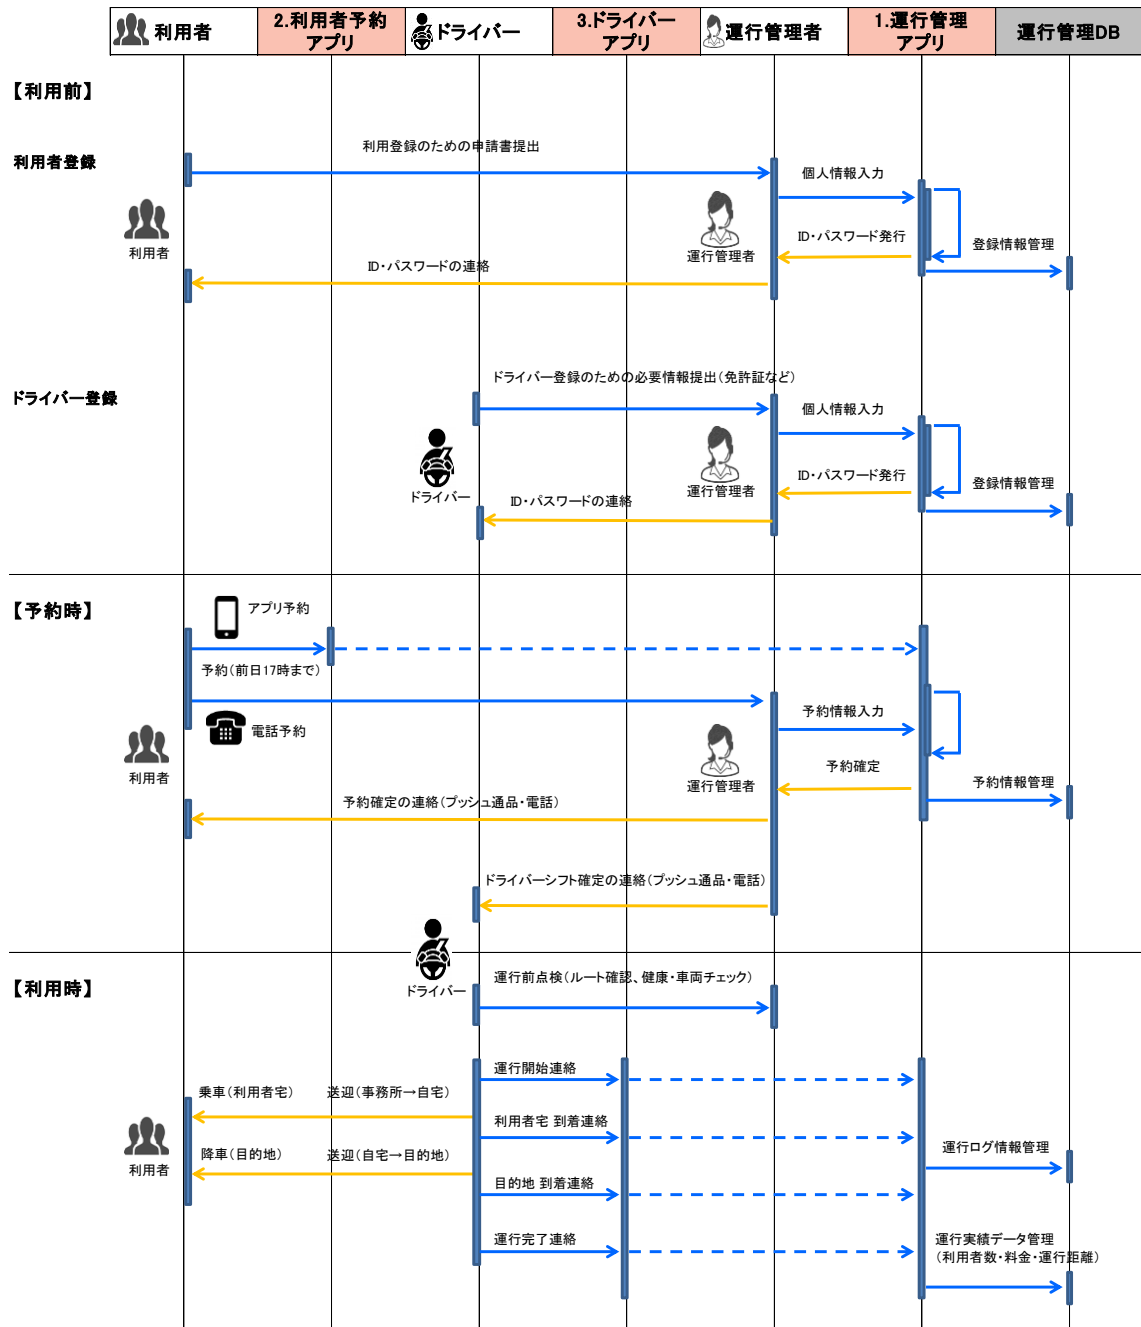 利用者
2.利用者予約
アプリ
ドライバー
3.ドライバー
アプリ
運行管理者
1.運行管理
アプリ
運行管理DB
【利用前】
利用者登録
利用登録のための申請書提出
個人情報入力
利用者
運行管理者
ID・パスワード発行
登録情報管理
ID・パスワードの連絡
ドライバー登録
ドライバー登録のための必要情報提出(免許証など)
個人情報入力
ドライバー
運行管理者
ID・パスワード発行
登録情報管理
ID・パスワードの連絡
【予約時】
アプリ予約
予約(前日17時まで)
電話予約
予約情報入力
利用者
運行管理者
予約確定
予約情報管理
予約確定の連絡(プッシュ通品・電話)
ドライバーシフト確定の連絡(プッシュ通品・電話)
【利用時】
ドライバー
運行前点検(ルート確認、健康・車両チェック)
運行開始連絡
乗車(利用者宅)
送迎(事務所→自宅)
利用者宅 到着連絡
利用者
降車(目的地)
送迎(自宅→目的地)
運行ログ情報管理
目的地 到着連絡
運行完了連絡
運行実績データ管理
(利用者数・料金・運行距離)